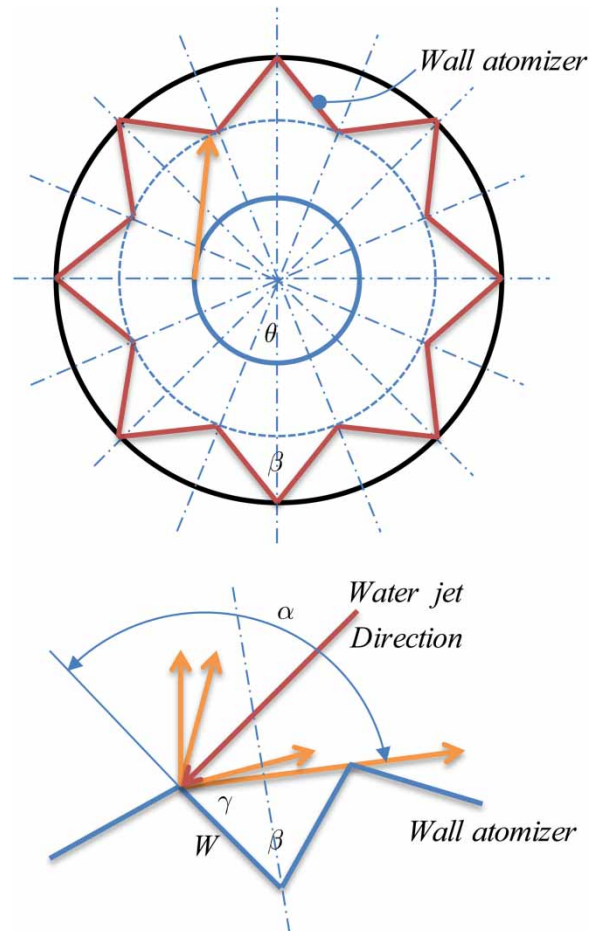 Wall atomizer
θ
β
Water jet
Direction
α
γ
W
β
Wall atomizer